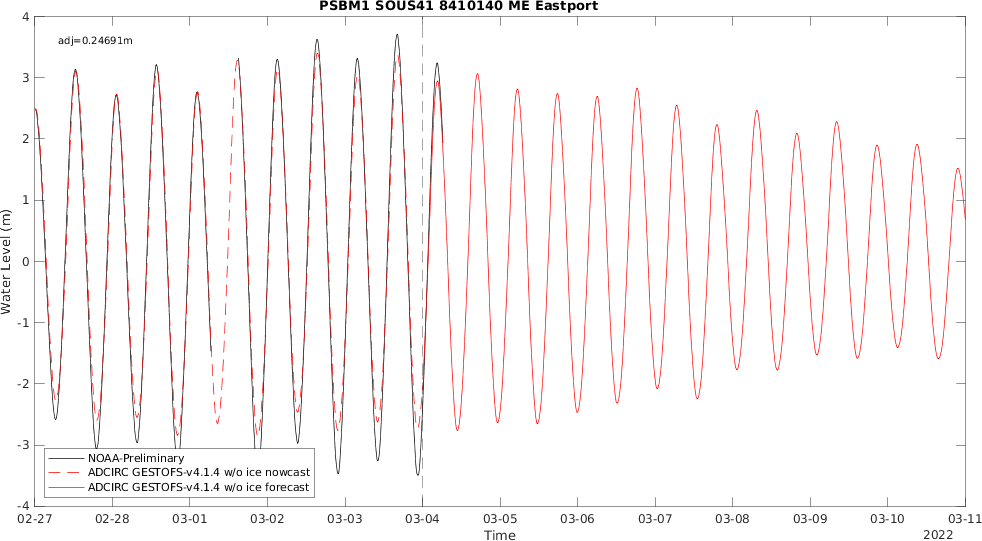 PSBM1 SOUS41 8410140 ME Eastport
adj=0.24691m
4
3
2
1
0
-1
-2
-3
-4
Water Level (m)
NOAA-Preliminary
ADCIRC GESTOFS-v4.1.4 w/o ice nowcast
ADCIRC GESTOFS-v4.1.4 w/o ice forecast
02-27 02-28 03-01 03-02 03-03 03-04 03-05 03-06 03-07 03-08 03-09 03-10 03-11
Time
2022